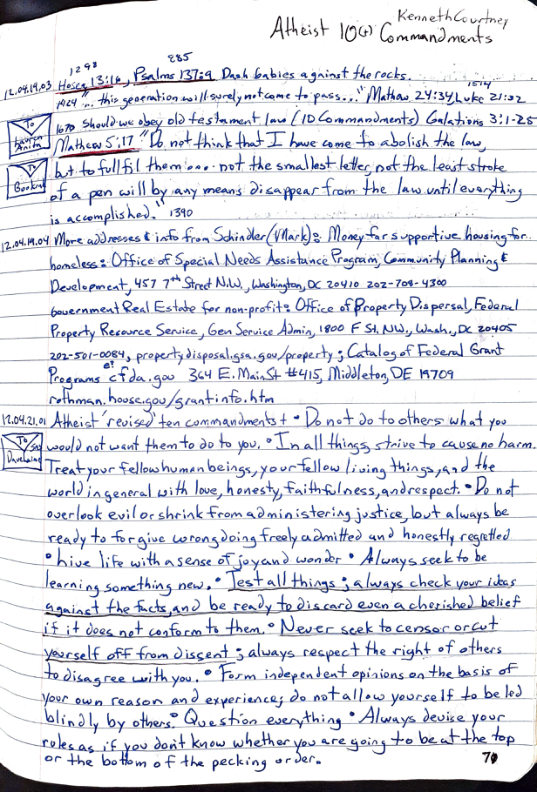 Kenneth Courtney
Atheist 10(+) Commandments
1298 285
12.04.19.03 Hosea 13:16, Psalms 137:9 Dash babies against the rocks.
1514
1464 "... this generation will surely not come to pass..." Mathew 24:34, Luke 21:32
1670 Should we obey old testament law (10 Commandments) Galations 3:1-25
To Anita
Mathew 5:17 "Do not think that I have come to abolish the law,
but to fullfil them.... not the smallest letter, not the least stroke
To
of a pen will by any means disappear from the law until everything
is accomplished." 1390
12.04.19.04 More addresses & info from Schindler (VMark): Money for supportive housing for
homeless: Office of Special Needs Assistance Program, Community Planning &
Development, 457 7th Street N.W., Washington, DC 20410 202-708-4300
Government Real Estate for non-profit: Office of Property Dispersal, Federal
Property Resource Service, Gen Service Admin, 1800 F St, NW., Wash., DC 20405
202-501-0084, propertydisposal.gsa.gov/property; Catalog of Federal Grant
Programs @: cfda.gov 364 E. Main St #415, Middleton, DE 19709
rothman.house.gov/grantinfo.htm
12.04.21.01 Atheist 'revised' ten commandments + • Do not do to others what you
To
would not want them to do to you. • In all things, strive to cause no harm.
Treat your fellow human beings, your fellow living things, and the
world in general with love, honesty, faithfulness, and respect. • Do not
overlook evil or shrink from administering justice, but always be
ready to forgive wrongdoing freely admitted and honestly regretted
• Live life with a sense of joy and wonder • Always seek to be
learning something new. • Test all things; always check your ideas
against the facts, and be ready to discard even a cherished belief
if it does not conform to them. • Never seek to censor or cut
yourself off from dissent; always respect the right of others
to disagree with you. • Form independent opinions on the basis of
your own reason and experience; do not allow yourself to be led
blindly by others. • Question everything • Always devise your
rules as if you don't know whether you are going to be at the top
or the bottom of the pecking order. 70